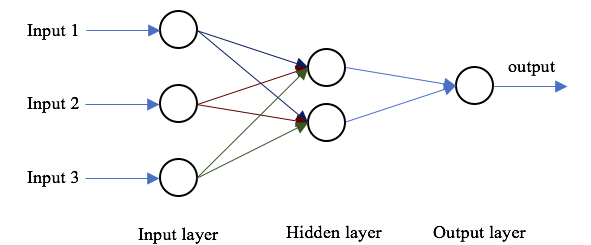 Input 1
Input 2
Input 3
output
Input layer
Hidden layer
Output layer